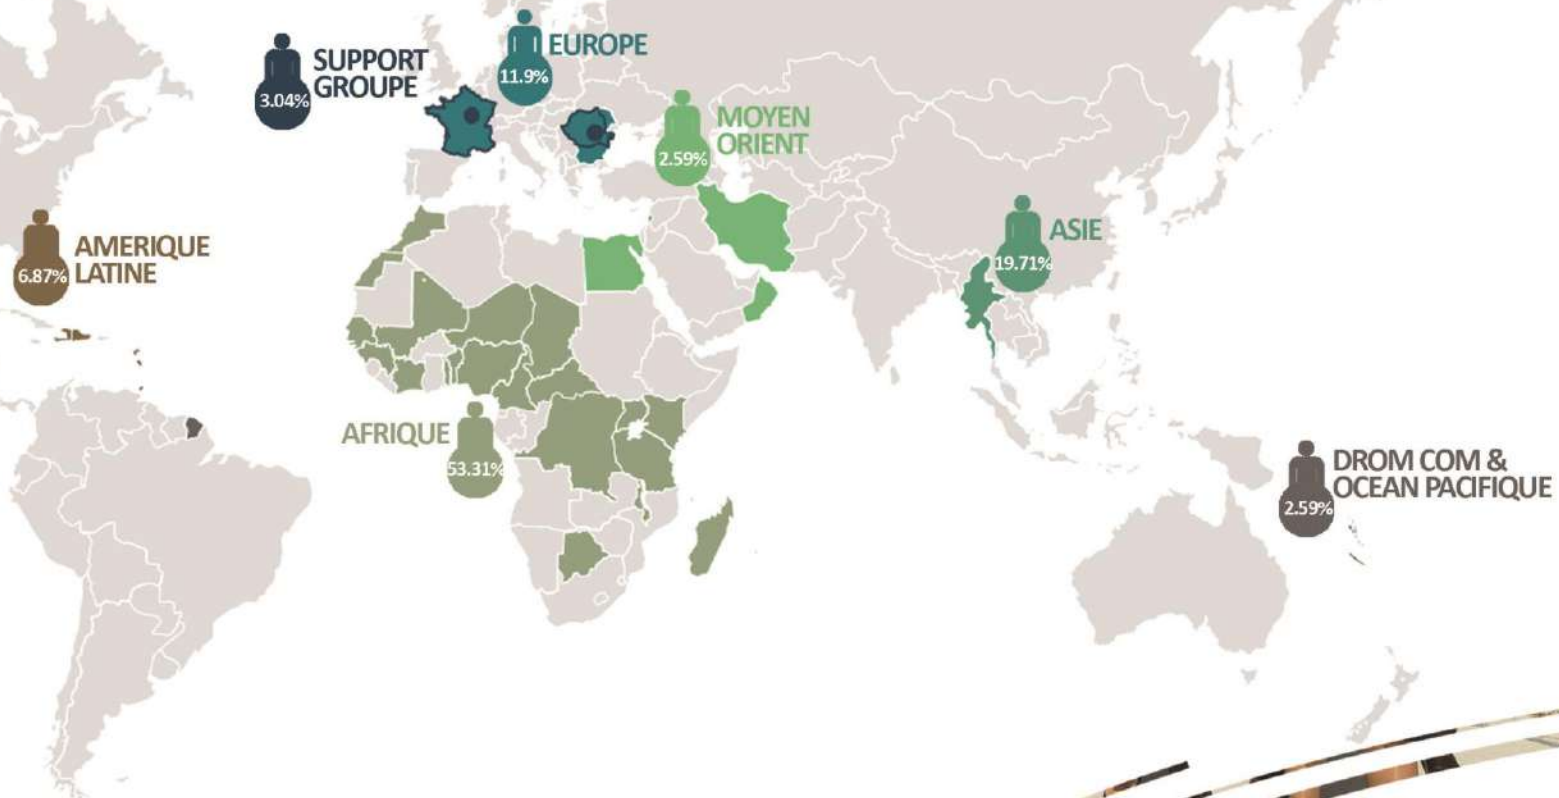 SUPPORT
GROUPE
3.04%
EUROPE
11.9%
MOYEN
ORIENT
2.59%
AMERIQUE
LATINE
6.87%
ASIE
19.71%
AFRIQUE
53.31%
DROM COM &
OCEAN PACIFIQUE
2.59%